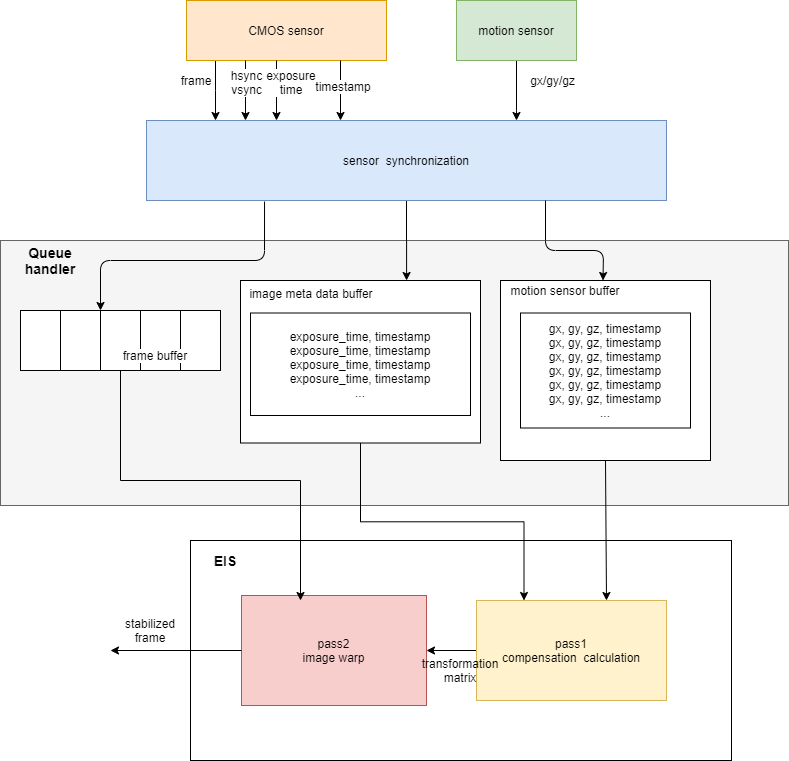 CMOS sensor
motion sensor
frame
hsync
vsync
exposure
time
timestamp
gx/gy/gz
sensor synchronization
Queue
handler
frame buffer
image meta data buffer
exposure_time, timestamp
exposure_time, timestamp
exposure_time, timestamp
exposure_time, timestamp
...
motion sensor buffer
gx, gy, gz, timestamp
gx, gy, gz, timestamp
gx, gy, gz, timestamp
gx, gy, gz, timestamp
gx, gy, gz, timestamp
gx, gy, gz, timestamp
...
EIS
stabilized
frame
pass2
image warp
transformation
matrix
pass1
compensation calculation